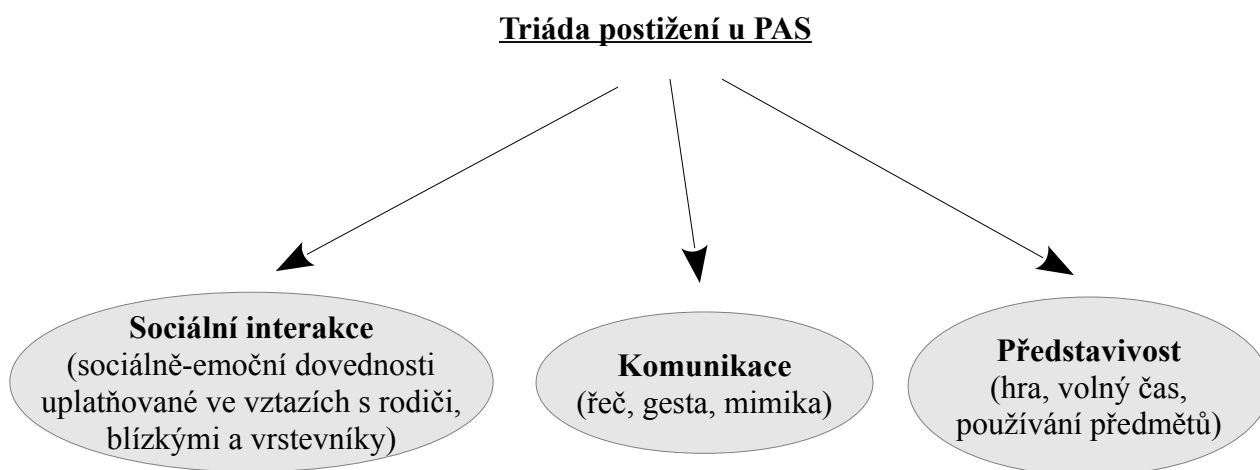 Triáda postižení u PAS
Sociální interakce
(sociálně-emoční dovednosti
uplatňované ve vztazích s rodiči,
blízkými a vrstevníky)
Komunikace
(řeč, gesta, mimika)
Představivost
(hra, volný čas,
používání předmětů)